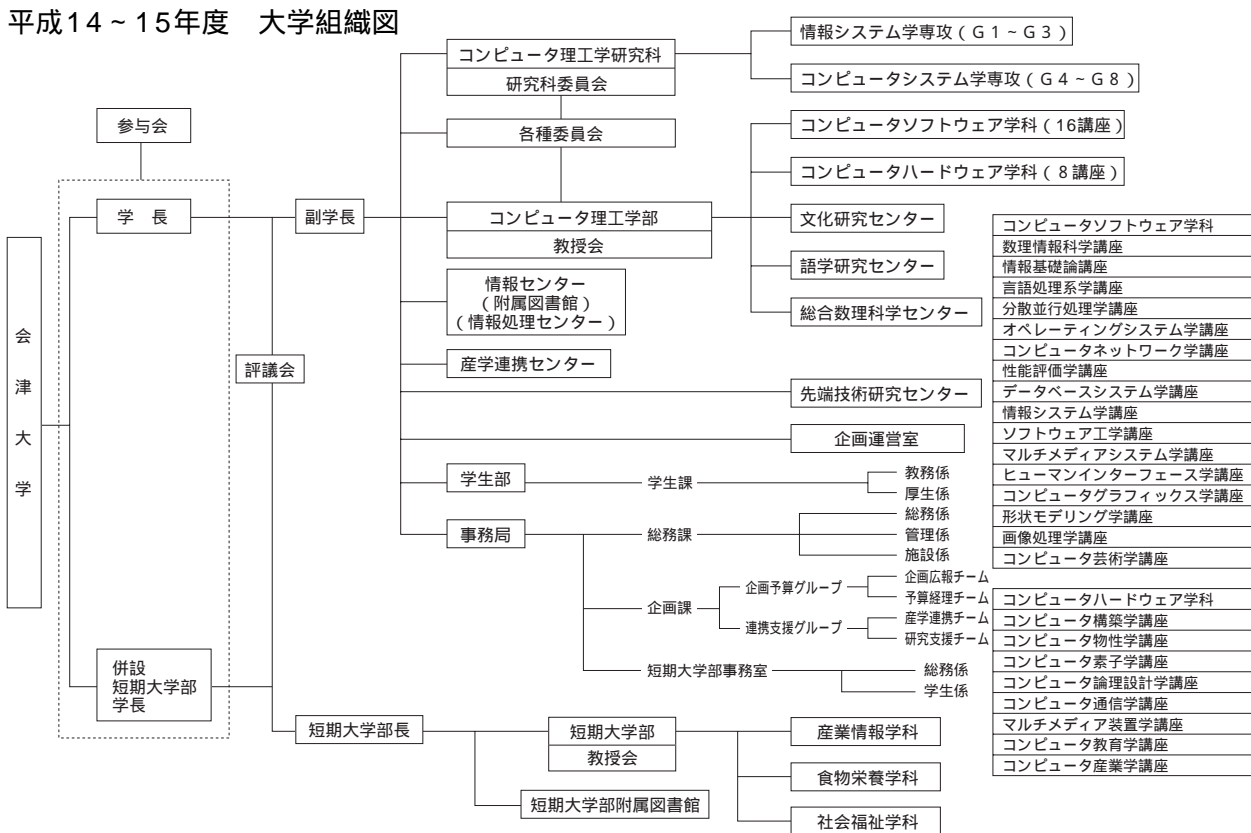 平成14～15年度　大学組織図
会津大学
参与会
学　長
併設
短期大学部
学長
評議会
副学長
コンピュータ理工学研究科
研究科委員会
各種委員会
コンピュータ理工学部
教授会
情報センター
（附属図書館）
（情報処理センター）
産学連携センター
学生部
事務局
情報システム学専攻（Ｇ１～Ｇ３）
コンピュータシステム学専攻（Ｇ４～Ｇ８）
コンピュータソフトウェア学科（16講座）
コンピュータハードウェア学科（８講座）
文化研究センター
語学研究センター
総合数理科学センター
先端技術研究センター
企画運営室
学生課
教務係
厚生係
総務課
総務係
管理係
施設係
企画課
企画予算グループ
企画広報チーム
予算経理チーム
連携支援グループ
産学連携チーム
研究支援チーム
短期大学部事務室
総務係
学生係
短期大学部長
短期大学部
教授会
短期大学部附属図書館
産業情報学科
食物栄養学科
社会福祉学科
コンピュータソフトウェア学科
数理情報科学講座
情報基礎論講座
言語処理系学講座
分散並行処理学講座
オペレーティングシステム学講座
コンピュータネットワーク学講座
性能評価学講座
データベースシステム学講座
情報システム学講座
ソフトウェア工学講座
マルチメディアシステム学講座
ヒューマンインターフェース学講座
コンピュータグラフィックス学講座
形状モデリング学講座
画像処理学講座
コンピュータ芸術学講座
コンピュータハードウェア学科
コンピュータ構築学講座
コンピュータ物性学講座
コンピュータ素子学講座
コンピュータ論理設計学講座
コンピュータ通信学講座
マルチメディア装置学講座
コンピュータ教育学講座
コンピュータ産業学講座